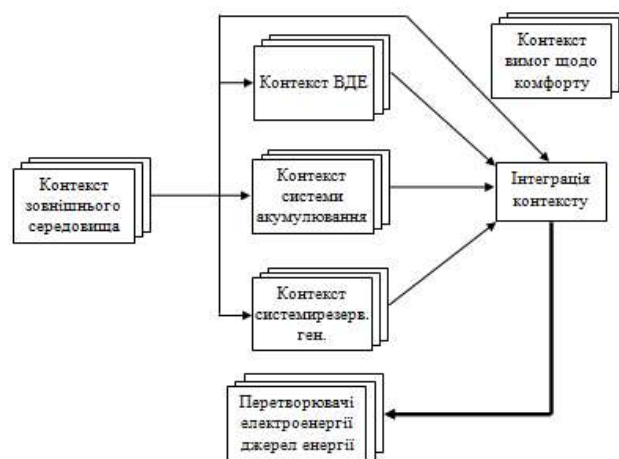 Контекст
вимог щодо
комфорту
Контекст ВДЕ
Контекст
зовнішнього
середовища
Контекст
системи
акумулювання
Інтеграція
контексту
Контекст
системирезерв.
ген.
Перетворювачі
електроенергії
джерел енергії